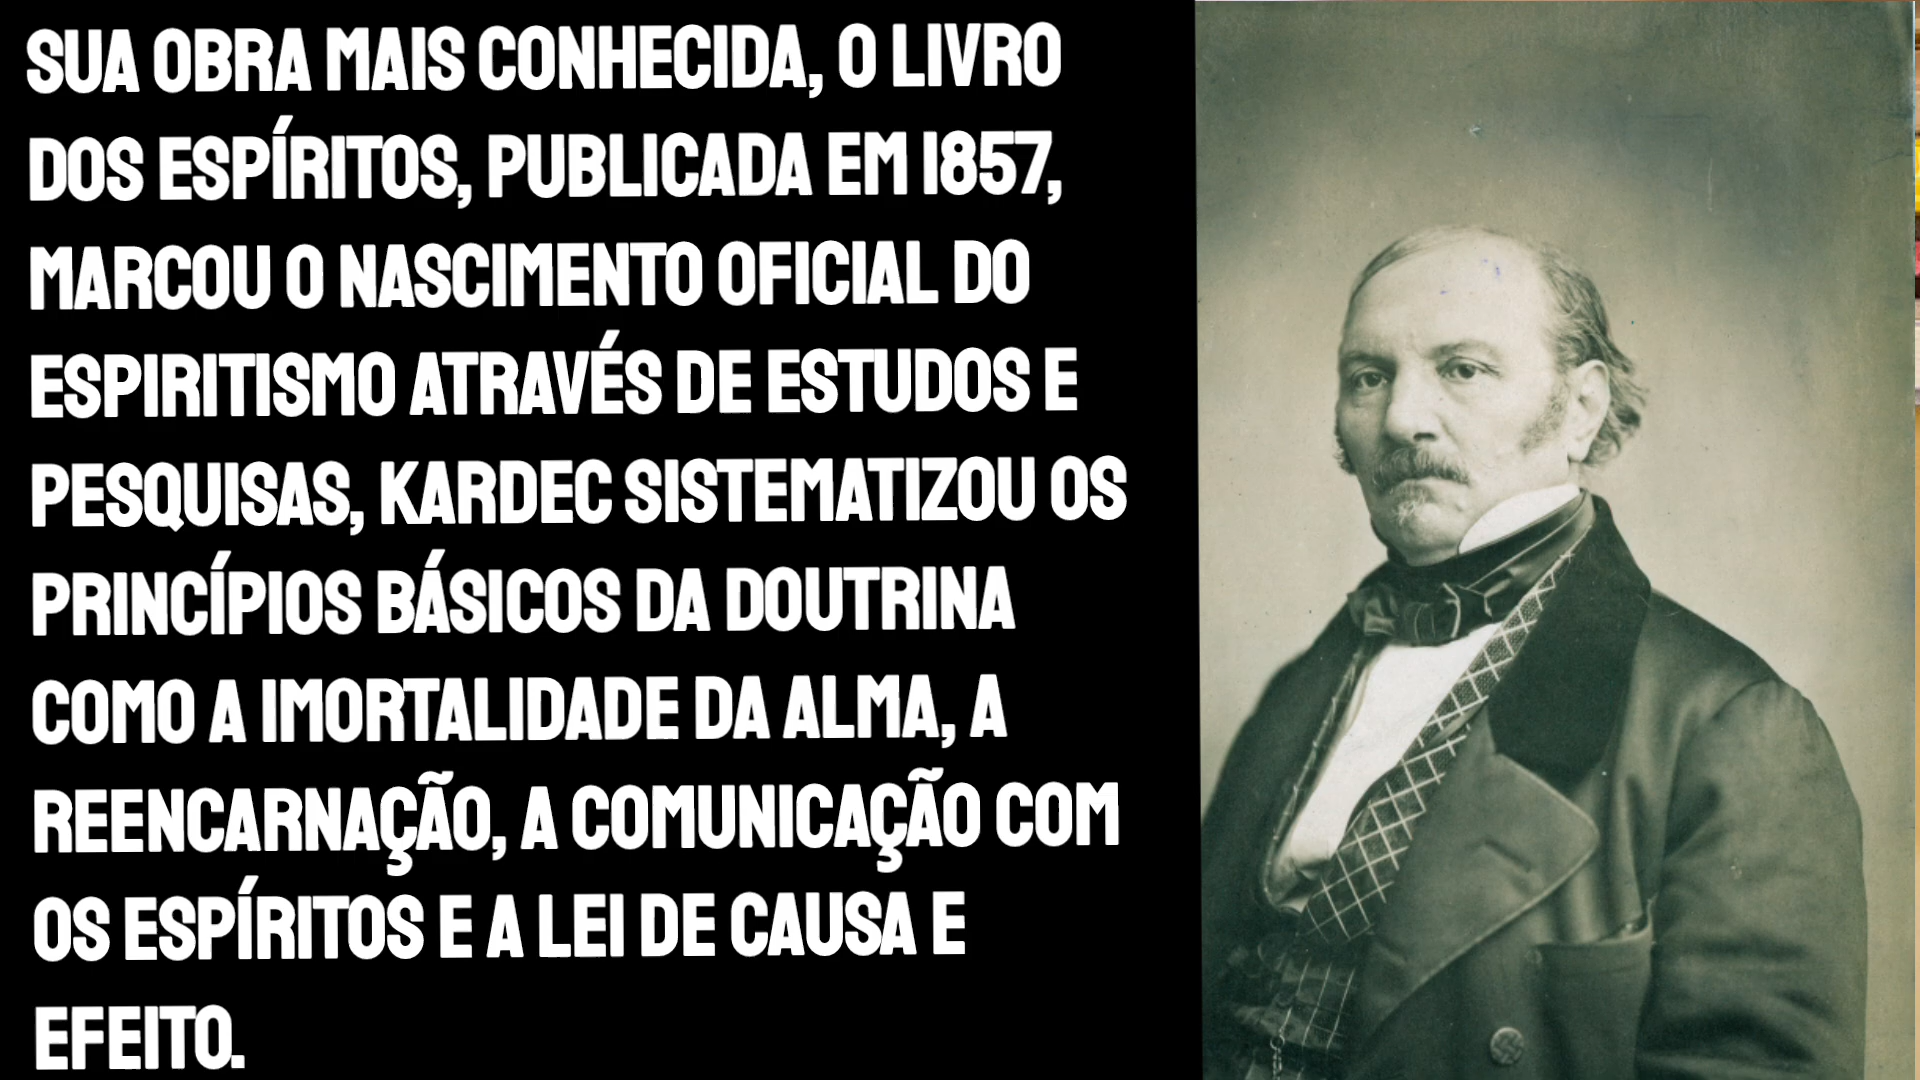 SUA OBRA MAIS CONHECIDA, O LIVRO
DOS ESPÍRITOS, PUBLICADA EM 1857,
MARCOU O NASCIMENTO OFICIAL DO
ESPIRITISMO ATRAVÉS DE ESTUDOS E
PESQUISAS, KARDEC SISTEMATIZOU OS
PRINCÍPIOS BÁSICOS DA DOUTRINA
COMO A IMORTALIDADE DA ALMA, A
REENCARNAÇÃO, A COMUNICAÇÃO COM
OS ESPÍRITOS E A LEI DE CAUSA E
EFEITO.